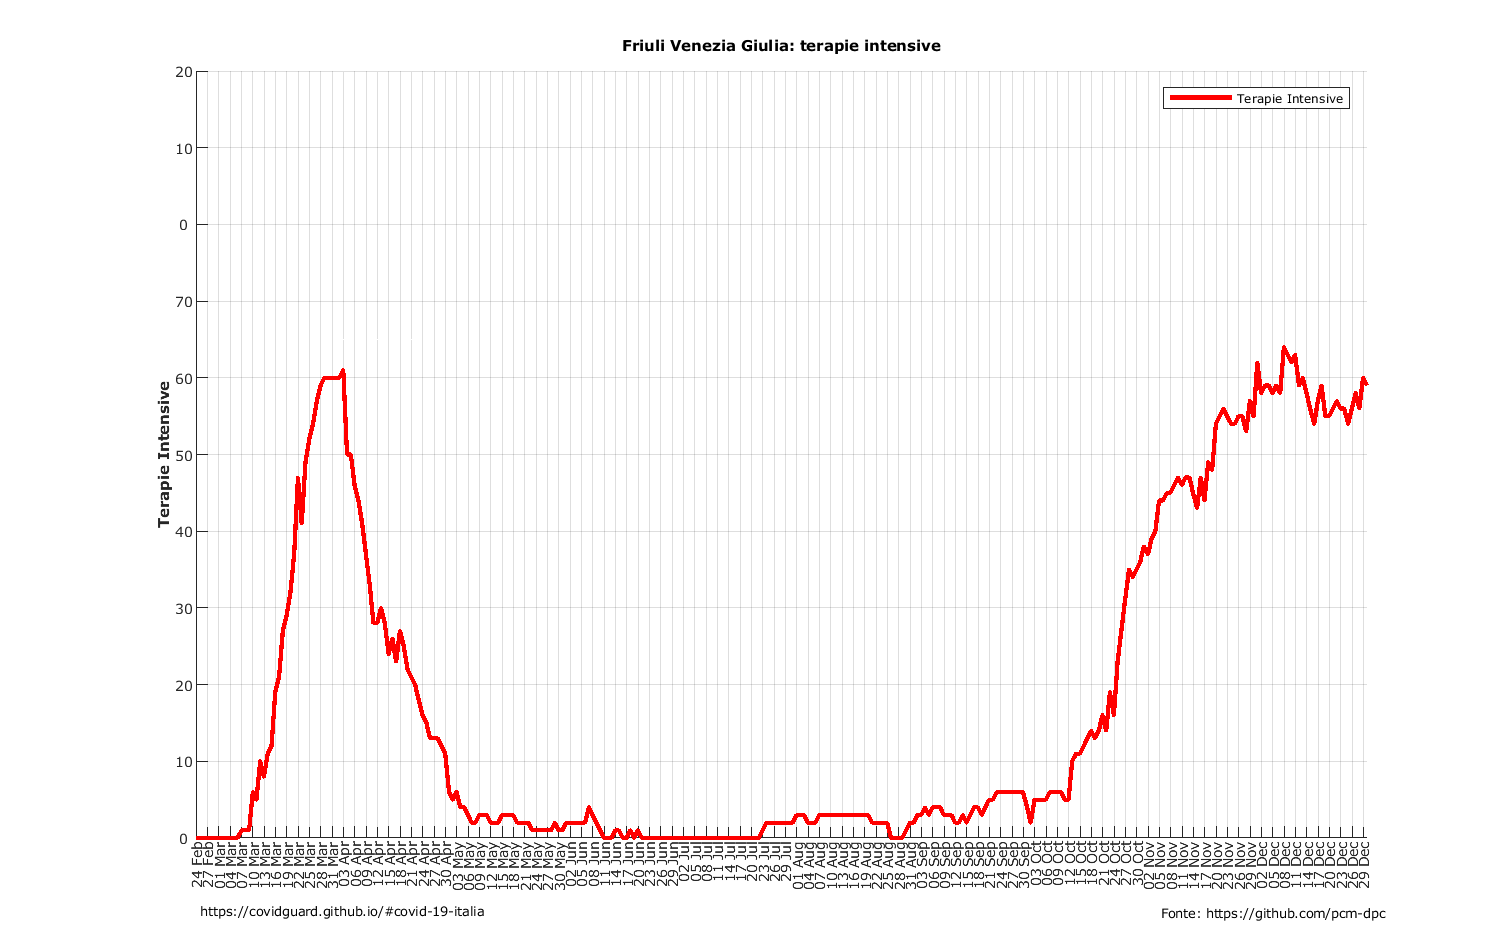 Friuli Venezia Giulia: terapie intensive
Terapie Intensive
20
10
0
70
60
50
40
30
20
10
0
Terapie Intensive
24 Feb
27 Feb
01 Mar
04 Mar
07 Mar
10 Mar
13 Mar
16 Mar
19 Mar
22 Mar
25 Mar
28 Mar
31 Mar
03 Apr
06 Apr
09 Apr
12 Apr
15 Apr
18 Apr
21 Apr
24 Apr
27 Apr
30 Apr
03 May
06 May
09 May
12 May
15 May
18 May
21 May
24 May
27 May
30 May
02 Jun
05 Jun
08 Jun
11 Jun
14 Jun
17 Jun
20 Jun
23 Jun
26 Jun
29 Jun
02 Jul
05 Jul
08 Jul
11 Jul
14 Jul
17 Jul
20 Jul
23 Jul
26 Jul
29 Jul
01 Aug
04 Aug
07 Aug
10 Aug
13 Aug
16 Aug
19 Aug
22 Aug
25 Aug
28 Aug
31 Aug
03 Sep
06 Sep
09 Sep
12 Sep
15 Sep
18 Sep
21 Sep
24 Sep
27 Sep
30 Sep
03 Oct
06 Oct
09 Oct
12 Oct
15 Oct
18 Oct
21 Oct
24 Oct
27 Oct
30 Oct
02 Nov
05 Nov
08 Nov
11 Nov
14 Nov
17 Nov
20 Nov
23 Nov
26 Nov
29 Nov
02 Dec
05 Dec
08 Dec
11 Dec
14 Dec
17 Dec
20 Dec
23 Dec
26 Dec
29 Dec
https://covidguard.github.io/#covid-19-italia
Fonte: https://github.com/pcm-dpc